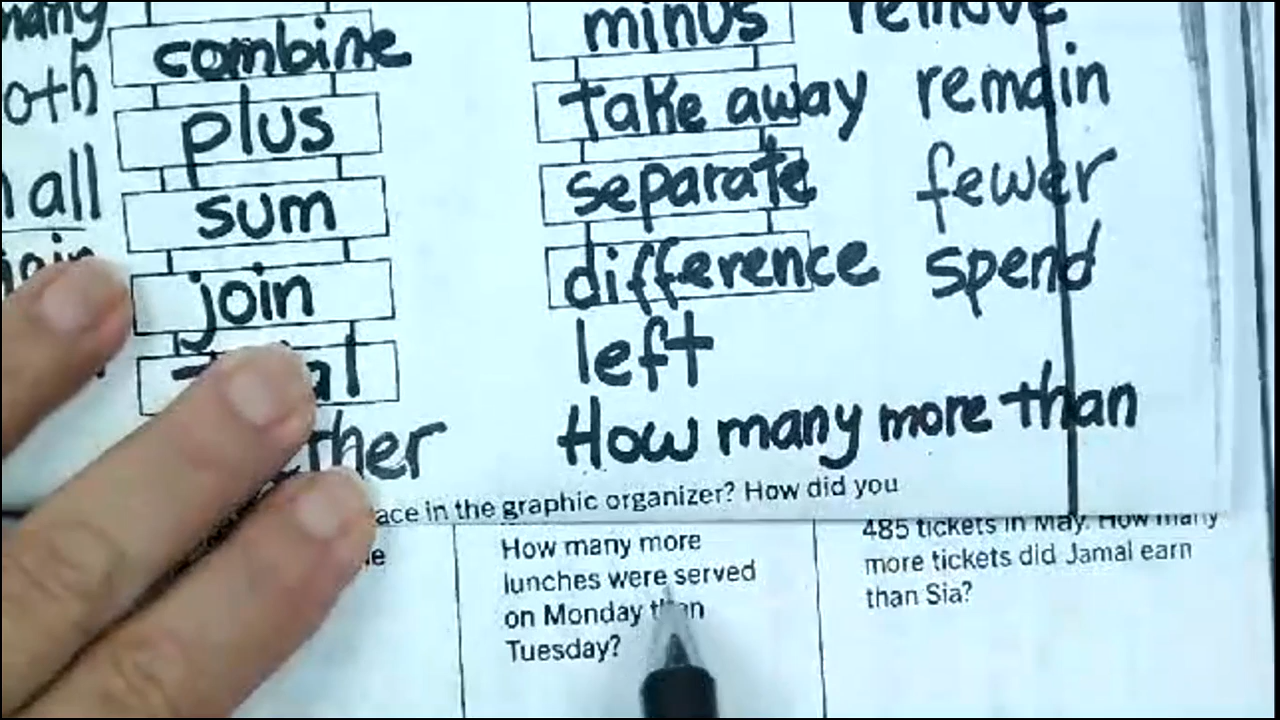 combine
plus
sum
join
all
minus remove
take away remain
separate fewer
difference spend
left
How many more than
in the graphic organizer? How did you
How many more
lunches were served
on Monday than
Tuesday?
485 tickets in May. How many
more tickets did Jamal earn
than Sia?